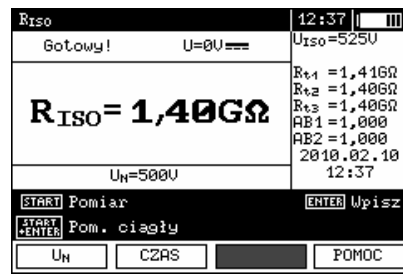 RISO 12:37
Gotowy! U=0V
RISO= 1,40GΩ
UN=500V
UISO=525V
Rt1 =1,41GΩ
Rt2 =1,40GΩ
Rt3 =1,40GΩ
AB1=1,000
AB2=1,000
2010.02.10
12:37
START Pomiar ENTER Wpisz
START+ENTER Pom. ciągły
UN CZAS POMOC